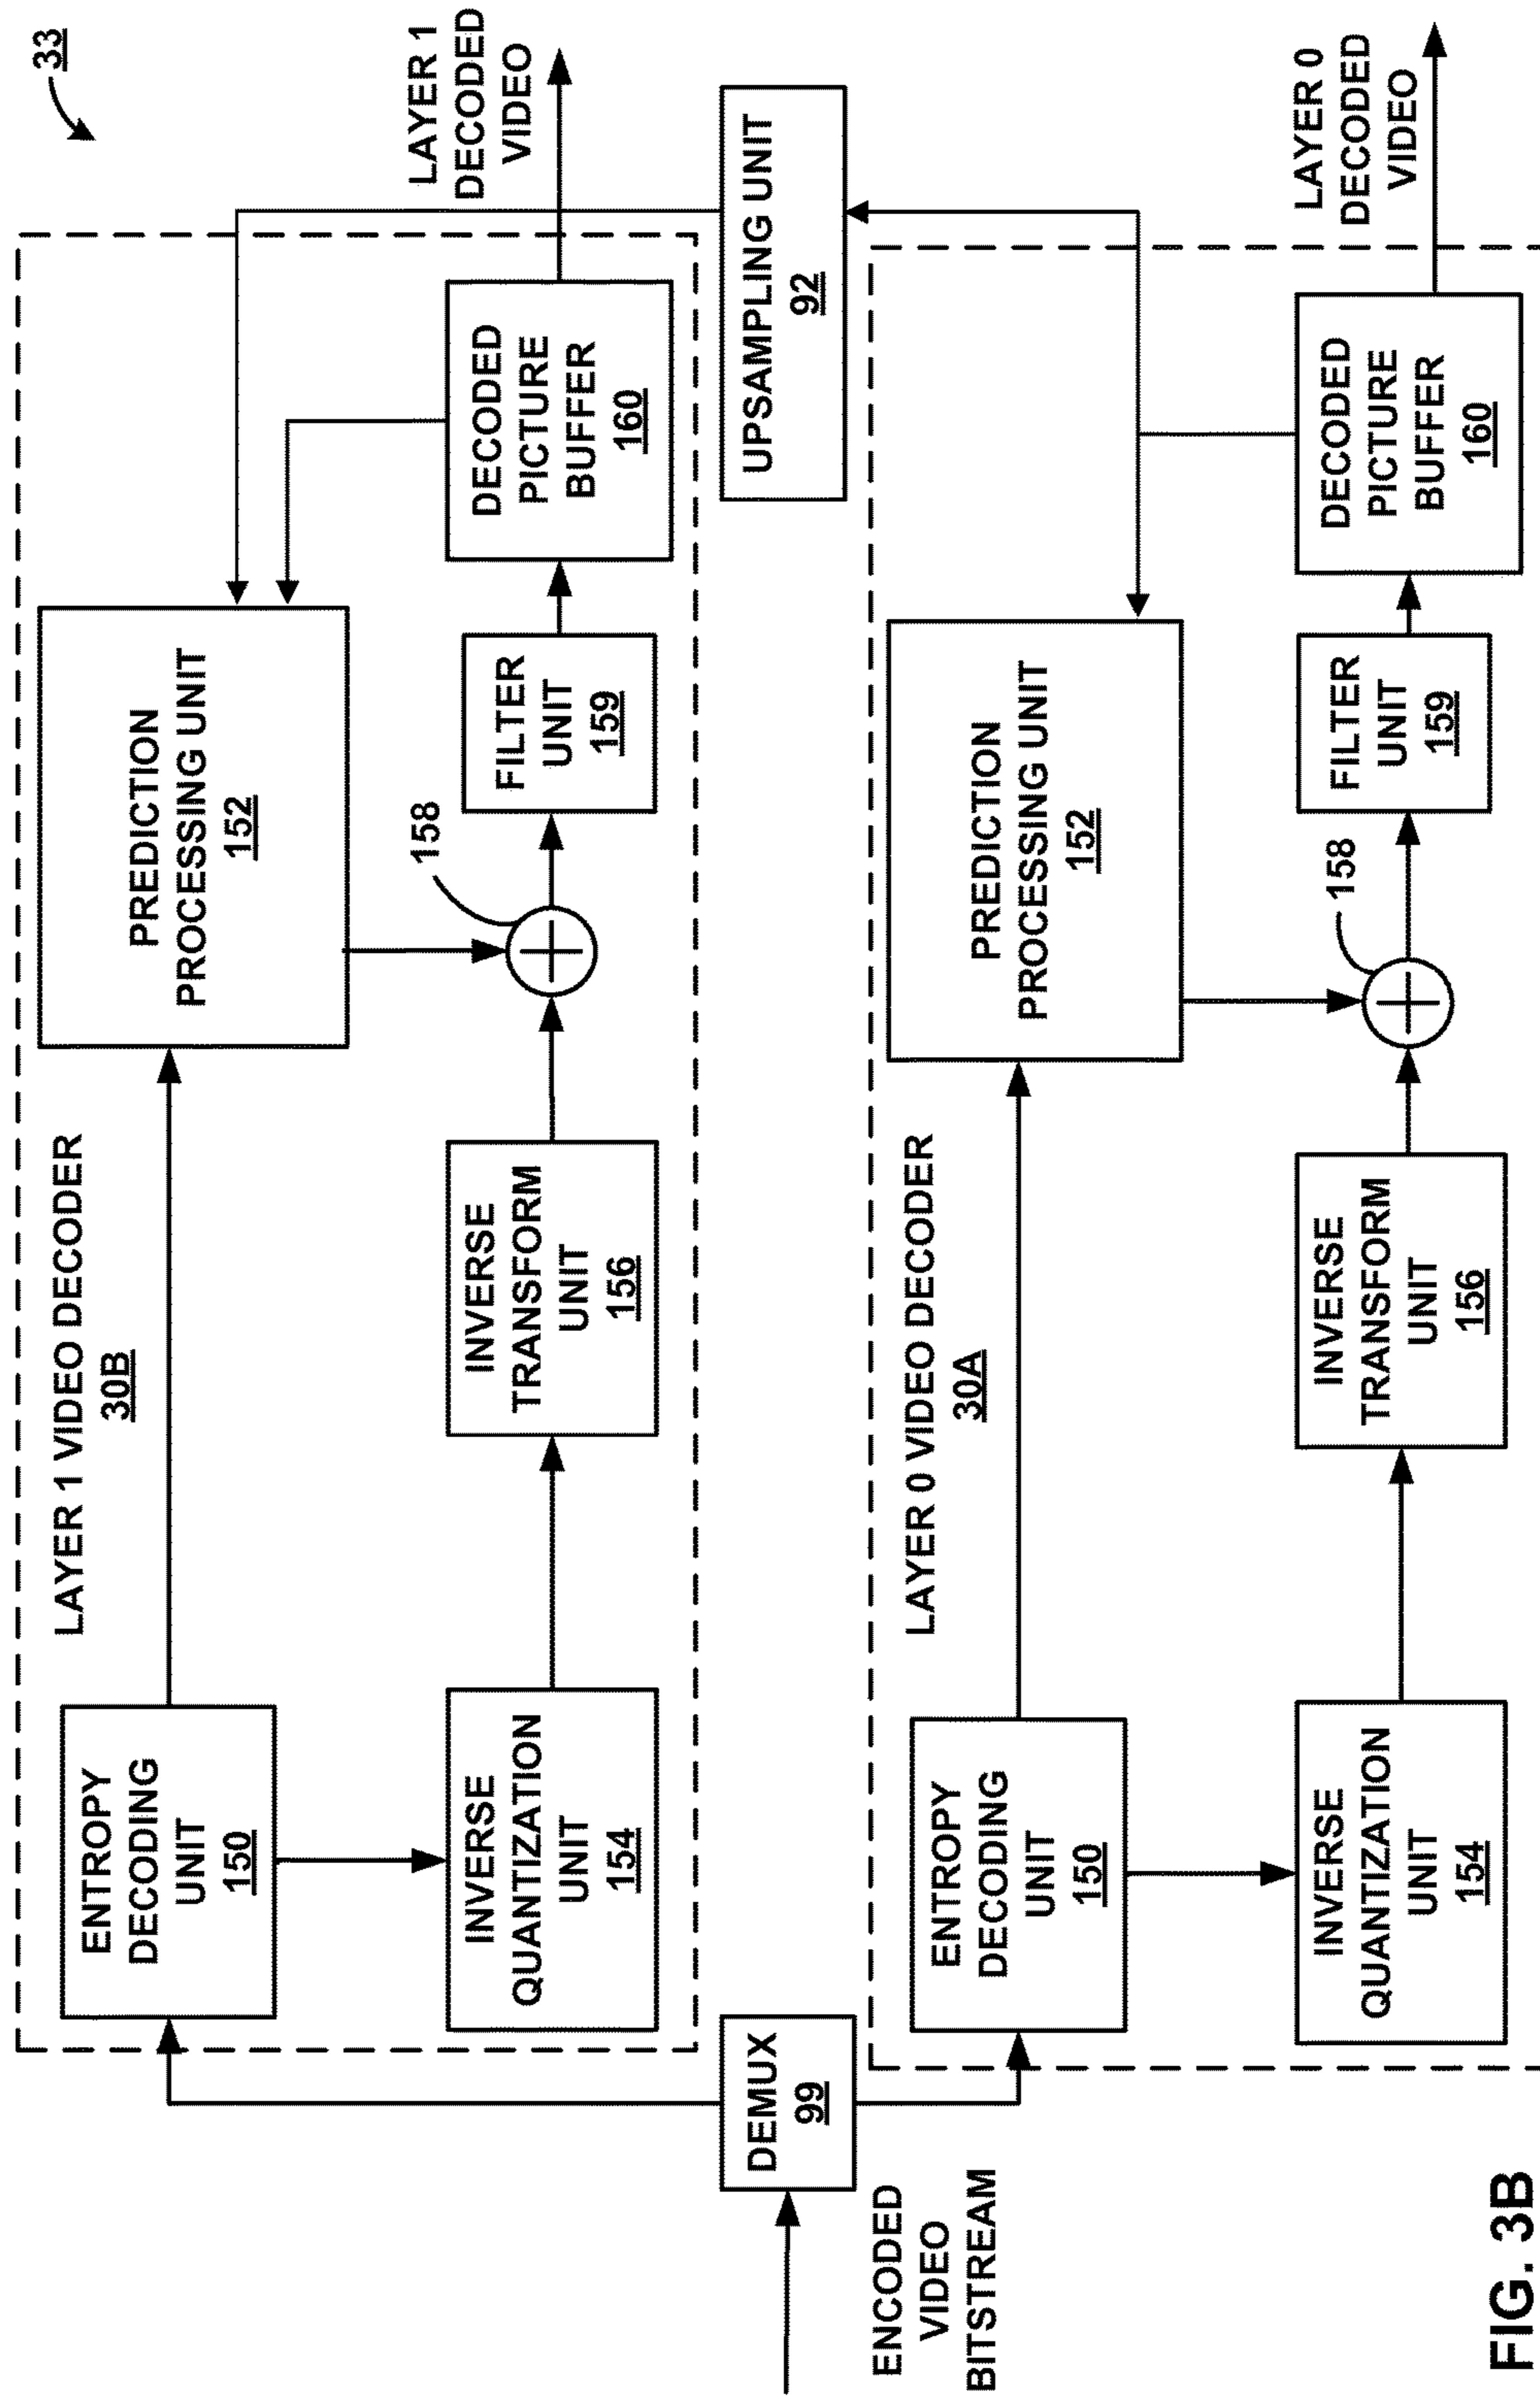 33
LAYER 1 VIDEO DECODER
30B
ENTROPY
DECODING
UNIT
150
PREDICTION
PROCESSING UNIT
152
LAYER 1
DECODED
VIDEO
INVERSE
QUANTIZATION
UNIT
154
INVERSE
TRANSFORM
UNIT
156
158
FILTER
UNIT
159
DECODED
PICTURE
BUFFER
160
DEMUX
99
UPSAMPLING UNIT
92
ENCODED
VIDEO
BITSTREAM
LAYER 0 VIDEO DECODER
30A
ENTROPY
DECODING
UNIT
150
PREDICTION
PROCESSING UNIT
152
LAYER 0
DECODED
VIDEO
INVERSE
QUANTIZATION
UNIT
154
INVERSE
TRANSFORM
UNIT
156
158
FILTER
UNIT
159
DECODED
PICTURE
BUFFER
160
FIG. 3B